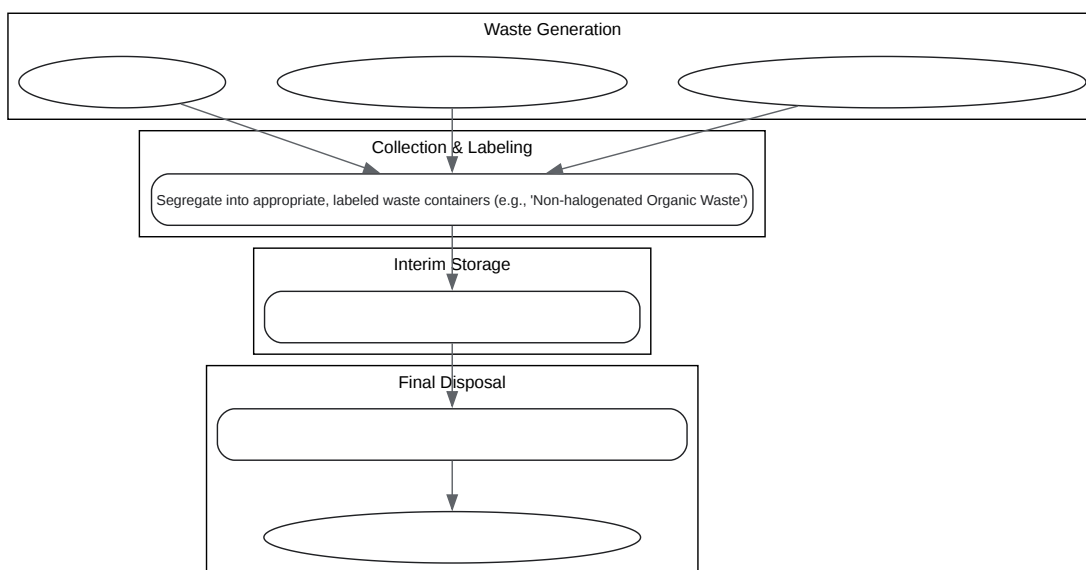 Waste Generation
Collection & Labeling
Segregate into appropriate, labeled waste containers (e.g., 'Non-halogenated Organic Waste')
Interim Storage
Final Disposal